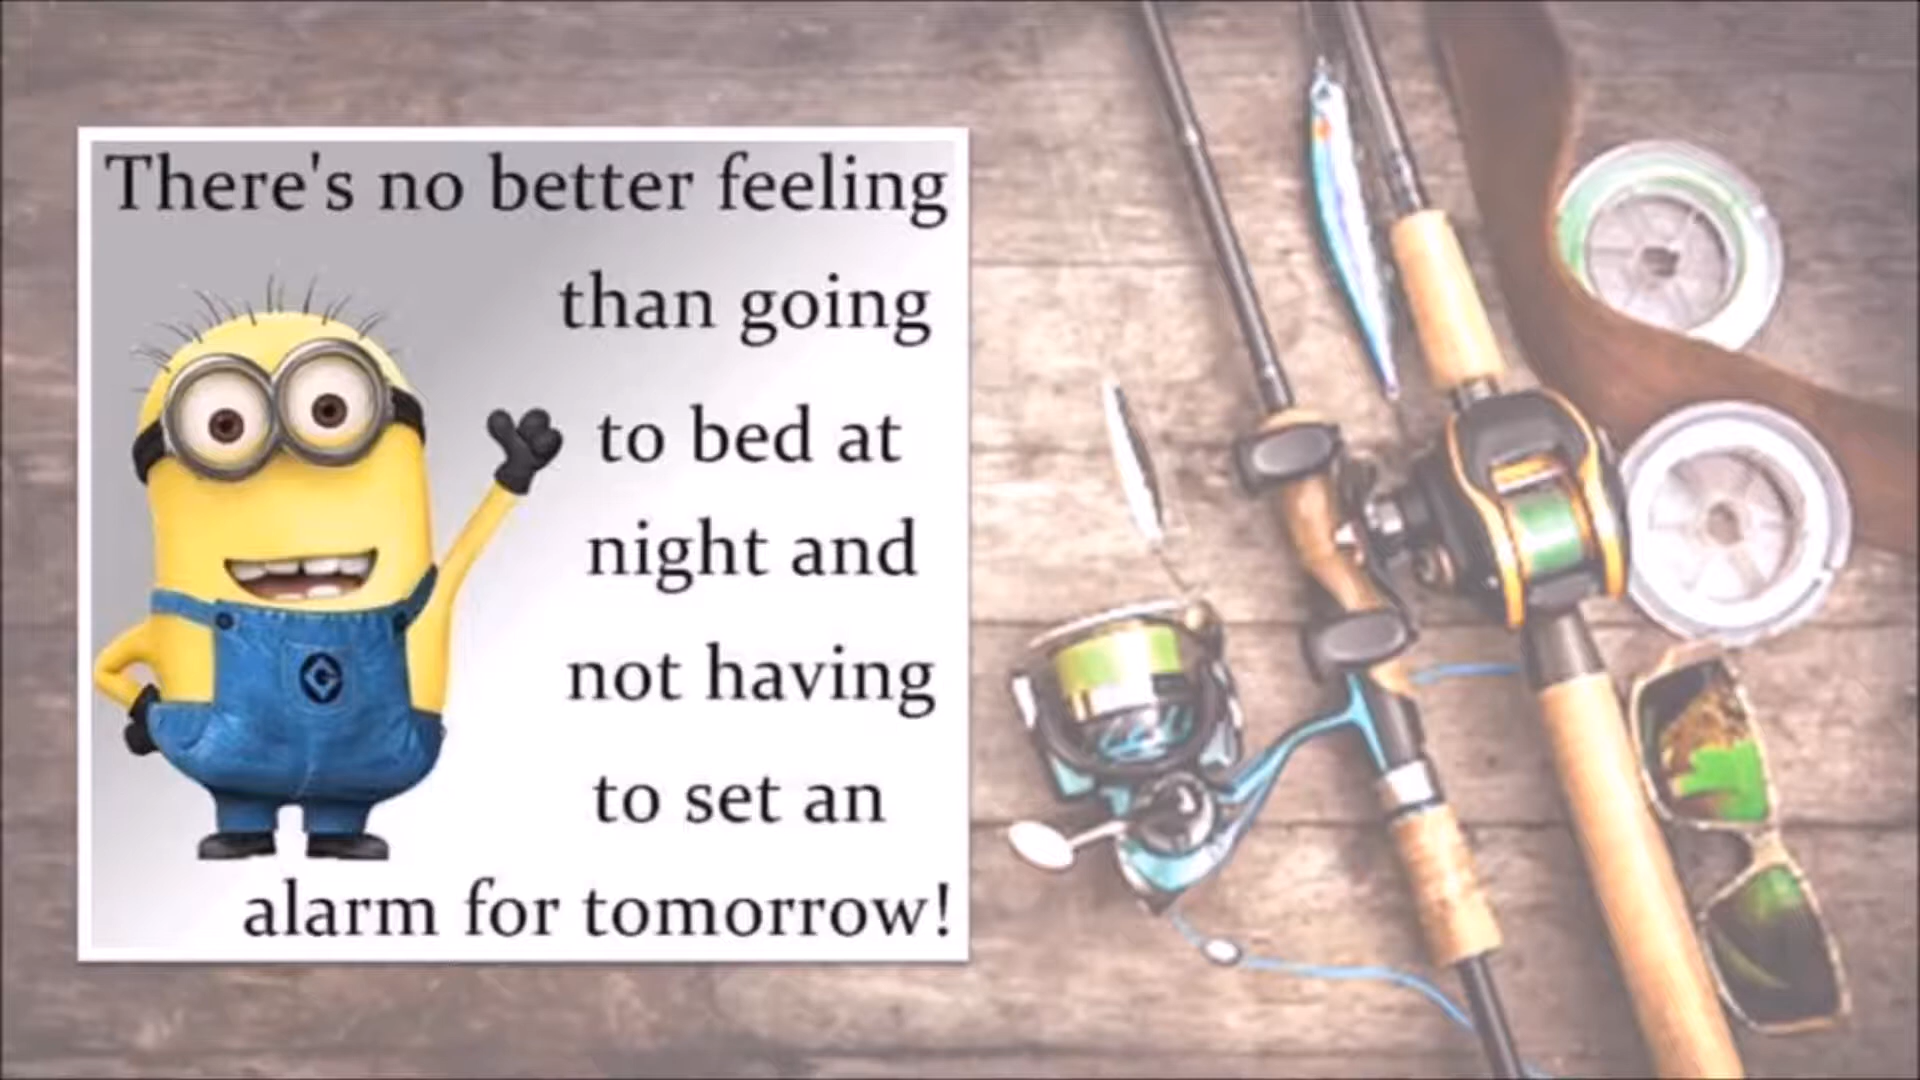 There's no better feeling
than going
to bed at
night and
not having
to set an
alarm for tomorrow!